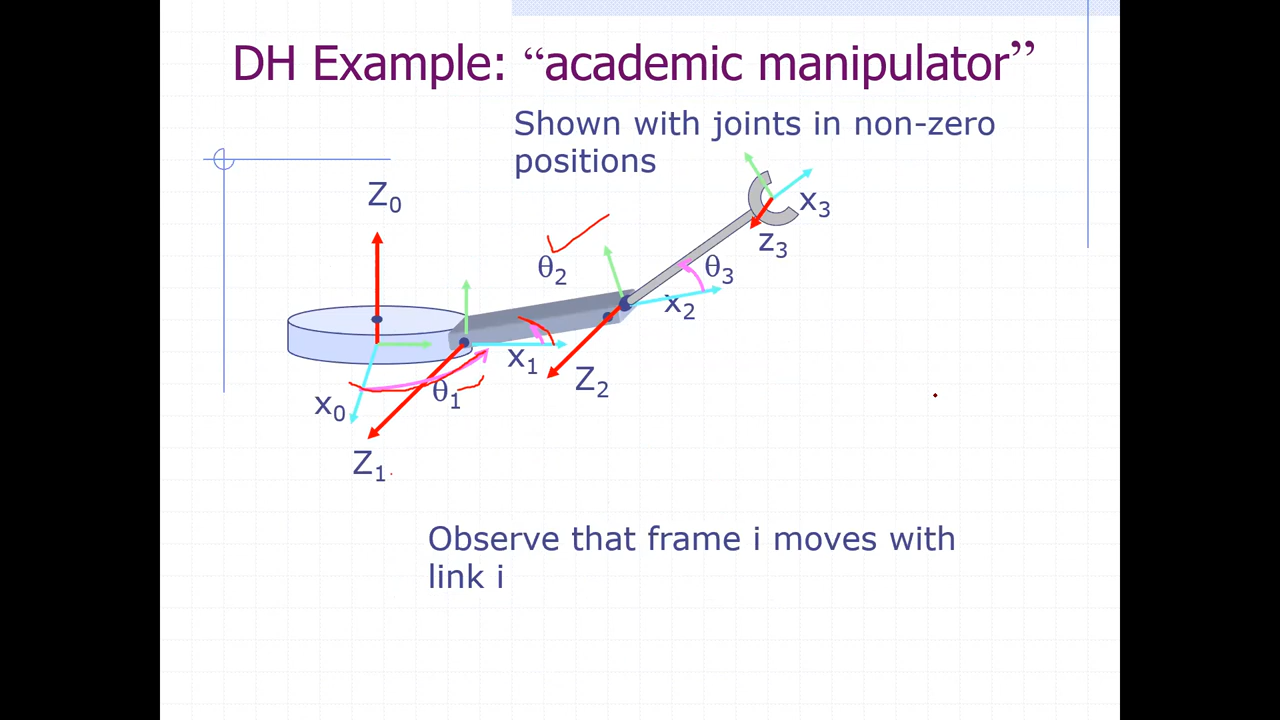 DH Example: “academic manipulator”
Shown with joints in non-zero
positions
Z₀
x₃
z₃
θ₂
θ₃
x₂
x₁
Z₂
θ₁
x₀
Z₁
Observe that frame i moves with
link i